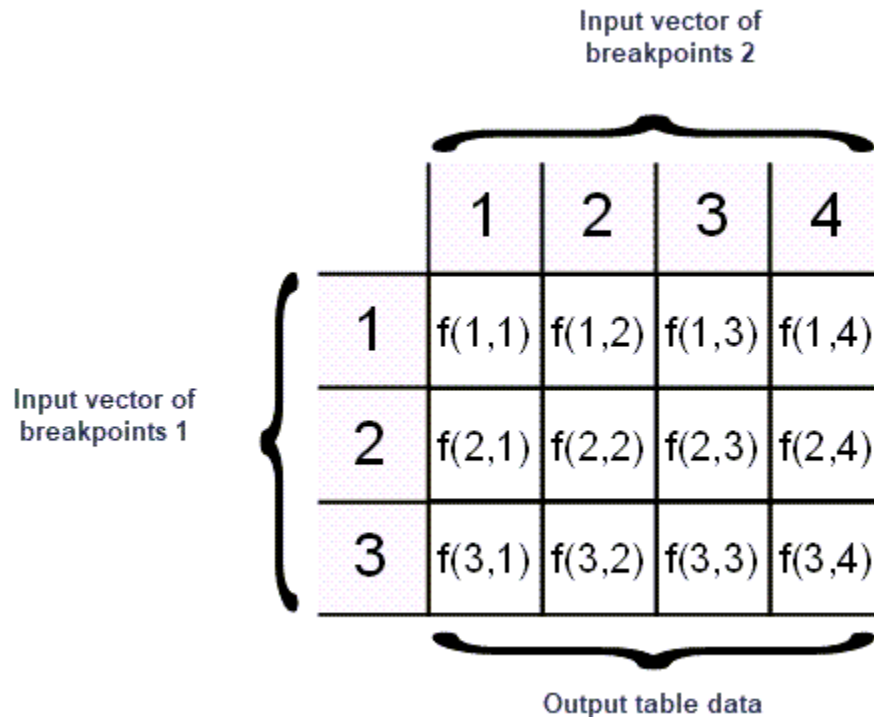 Input vector of
breakpoints 2
1 2 3 4
1 f(1,1) f(1,2) f(1,3) f(1,4)
Input vector of
breakpoints 1
2 f(2,1) f(2,2) f(2,3) f(2,4)
3 f(3,1) f(3,2) f(3,3) f(3,4)
Output table data